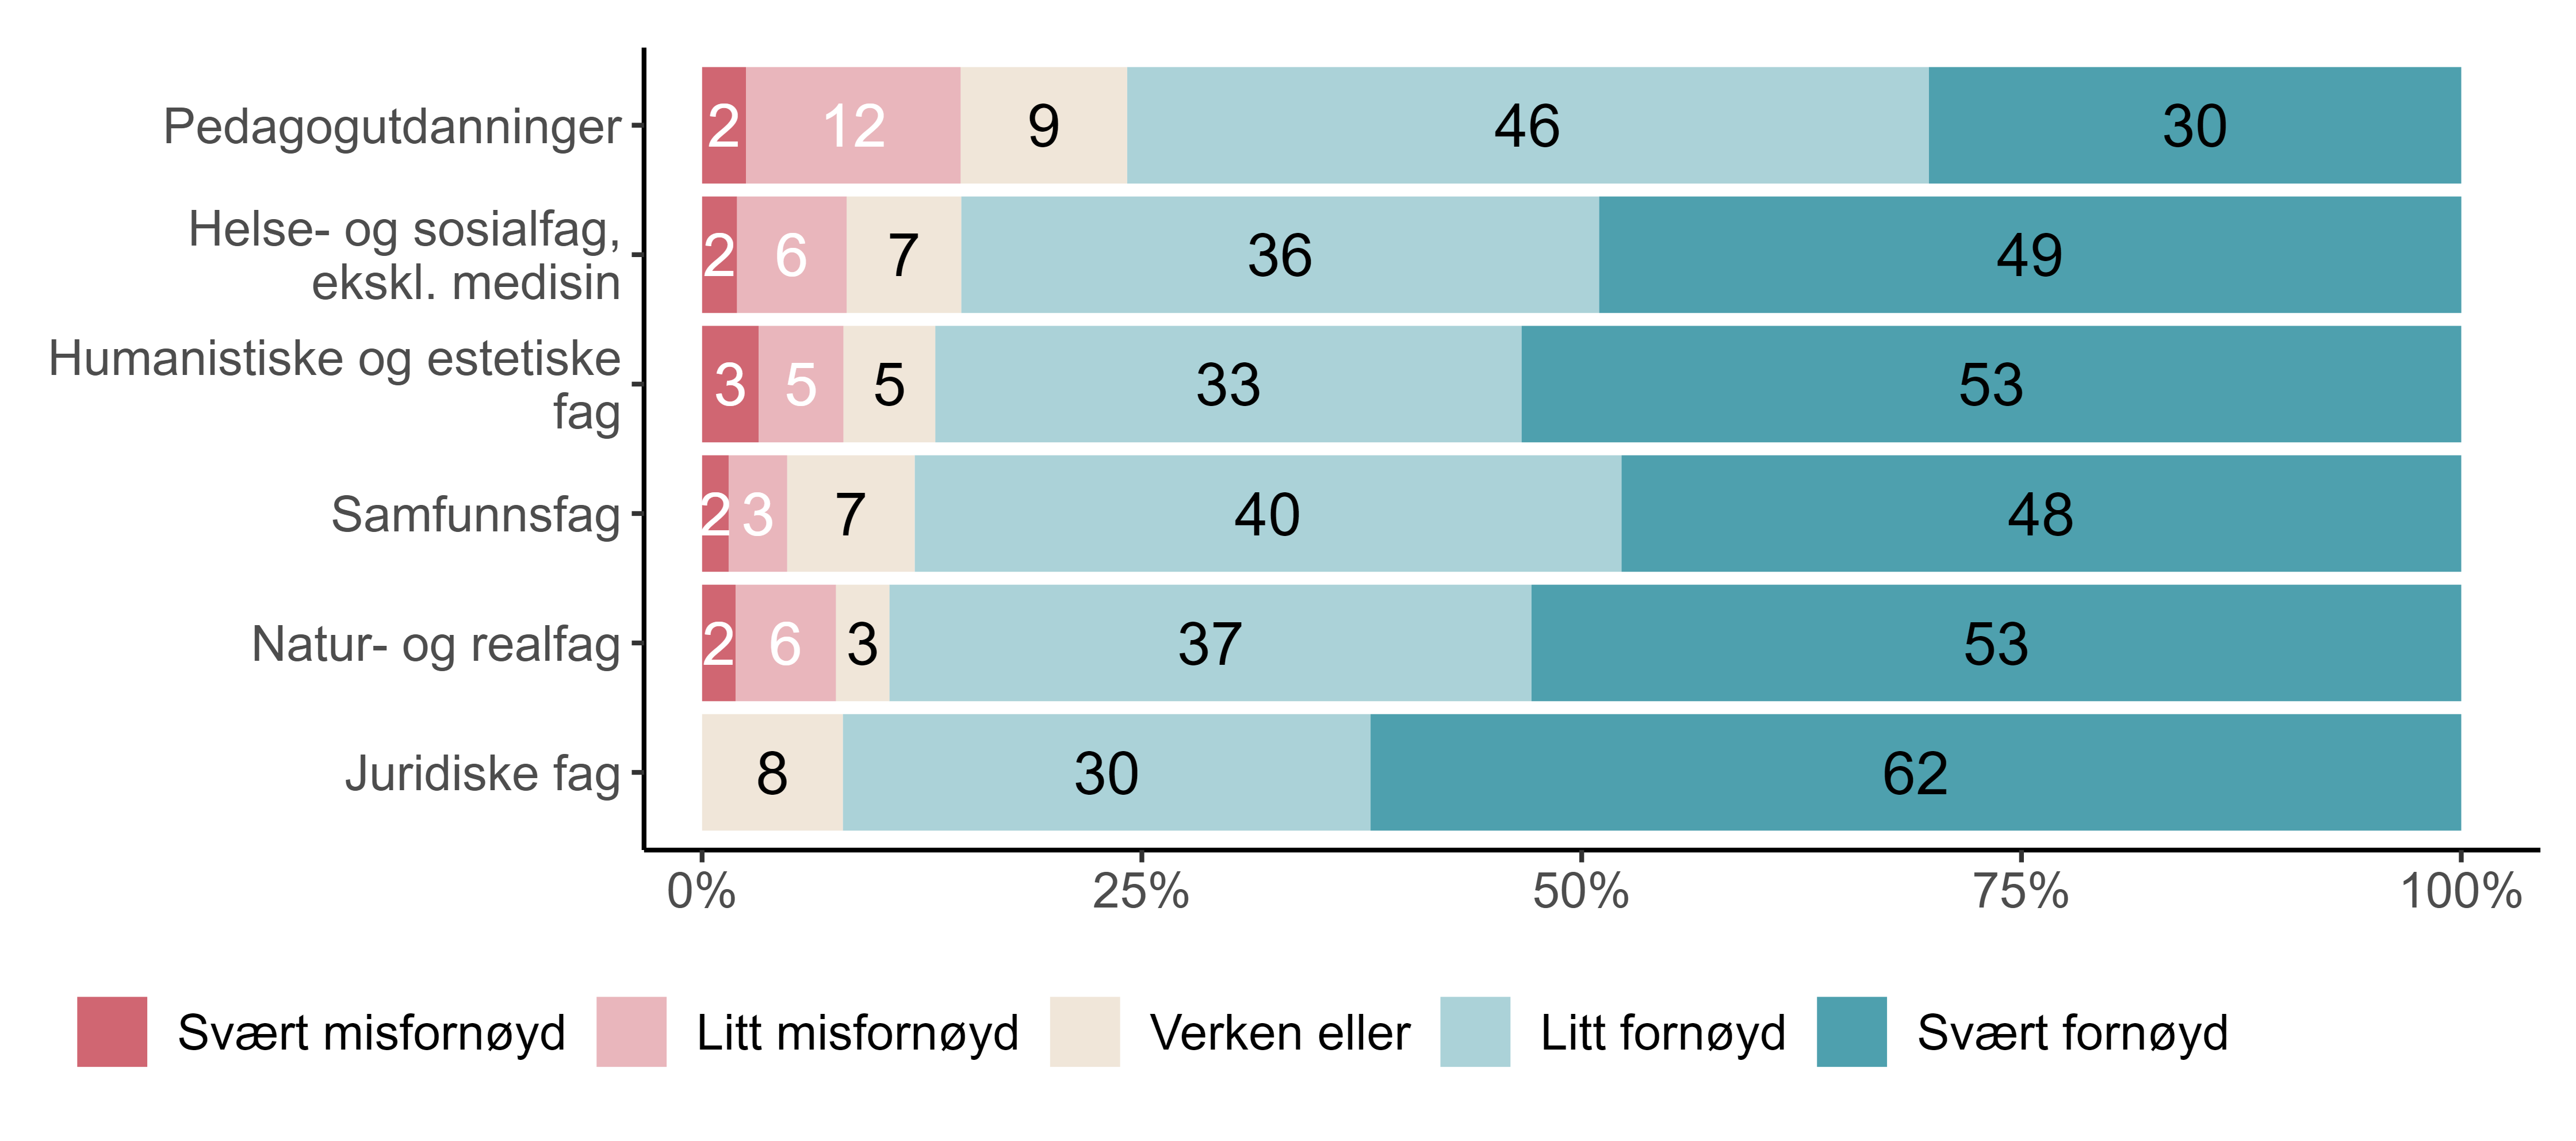 Pedagogutdanninger
2 12 9 46 30
Helse- og sosialfag,
ekskl. medisin
2 6 7 36 49
Humanistiske og estetiske
fag
3 5 5 33 53
Samfunnsfag
2 3 7 40 48
Natur- og realfag
2 6 3 37 53
Juridiske fag
8 30 62
0% 25% 50% 75% 100%
Svært misfornøyd Litt misfornøyd Verken eller Litt fornøyd Svært fornøyd